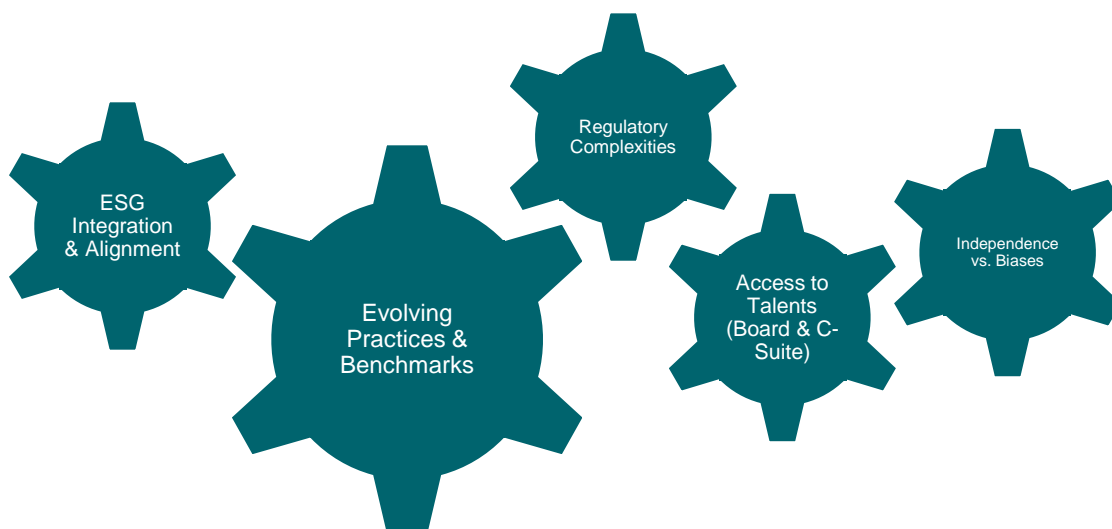 ESG
Integration
& Alignment
Evolving
Practices &
Benchmarks
Regulatory
Complexities
Access to
Talents
(Board & C-
Suite)
Independence
vs. Biases